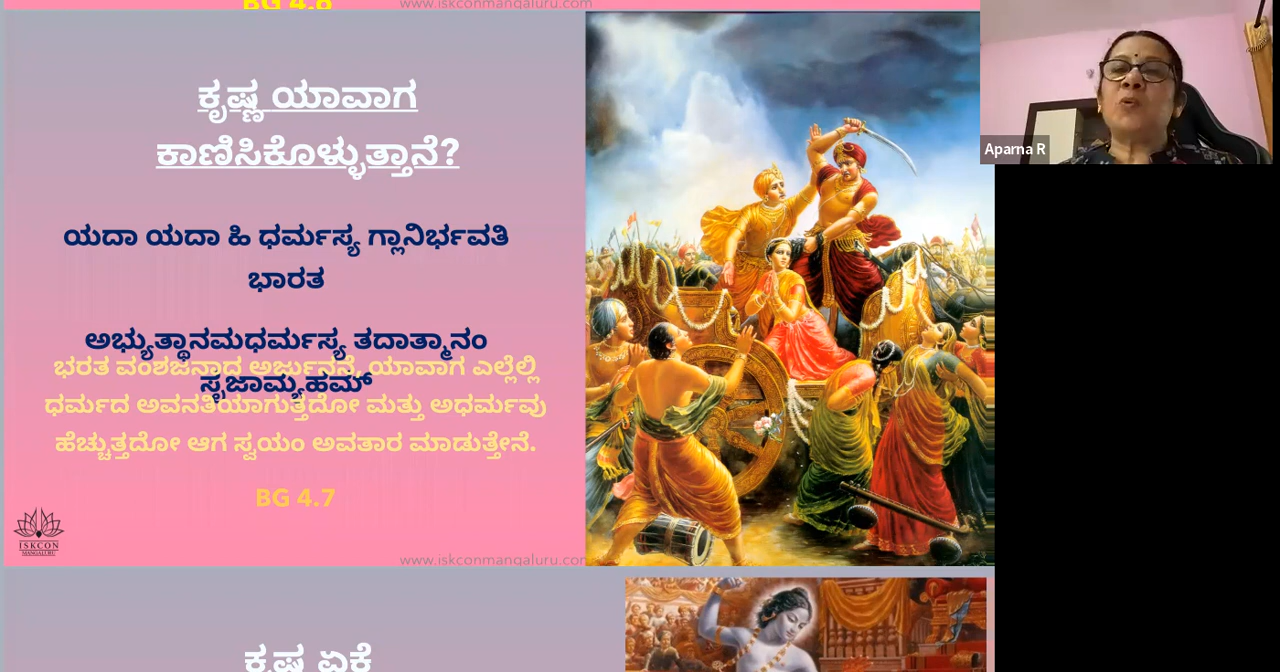 BG 4.8
www.iskconmangaluru.com
ಕೃಷ್ಣ ಯಾವಾಗ
ಕಾಣಿಸಿಕೊಳ್ಳುತ್ತಾನೆ?
ಯದಾ ಯದಾ ಹಿ ಧರ್ಮಸ್ಯ ಗ್ಲಾನಿರ್ಭವತಿ
ಭಾರತ
ಅಭ್ಯುತ್ಥಾನಮಧರ್ಮಸ್ಯ ತದಾತ್ಮಾನಂ
ಸೃಜಾಮ್ಯಹಮ್
ಭರತ ವಂಶಜನಾದ ಅರ್ಜುನನೆ, ಯಾವಾಗ ಎಲ್ಲೆಲ್ಲಿ
ಧರ್ಮದ ಅವನತಿಯಾಗುತ್ತದೋ ಮತ್ತು ಅಧರ್ಮವು
ಹೆಚ್ಚುತ್ತದೋ ಆಗ ಸ್ವಯಂ ಅವತಾರ ಮಾಡುತ್ತೇನೆ.
BG 4.7
ISKCON
MANGALURU
www.iskconmangaluru.com
ಕೃಷ್ಣ ಏಕೆ
Aparna R